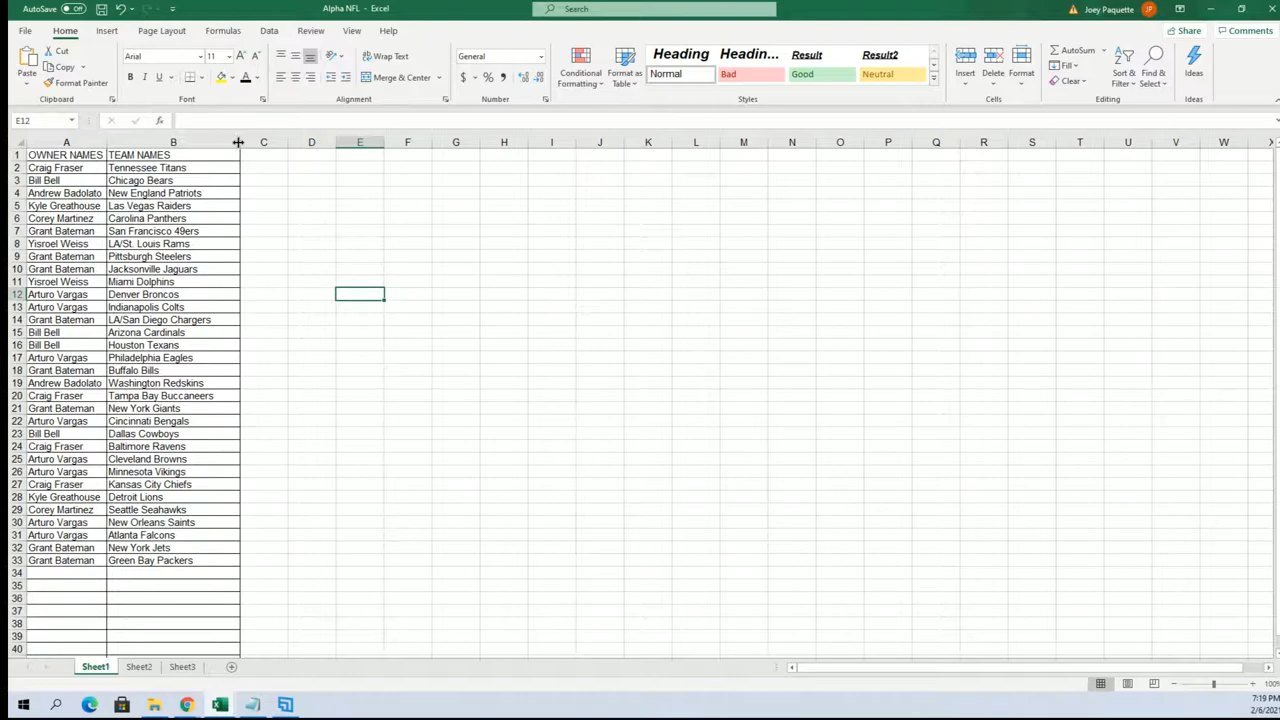 AutoSave Off
Alpha NFL - Excel
Search
Joey Paquette JP
File Home Insert Page Layout Formulas Data Review View Help
Share Comments
Paste Cut Copy Format Painter
Clipboard
Arial 11 A A
B I U A
Font
Wrap Text
Merge & Center
Alignment
General
$ % ,
Number
Conditional Formatting Format as Table
Heading Headin... Result Result2
Normal Bad Good Neutral
Styles
Insert Delete Format
Cells
AutoSum Fill Clear Sort & Filter Find & Select
Editing
Ideas
Ideas
E12 fx
A B C D E F G H I J K L M N O P Q R S T U V W X
1 OWNER NAMES TEAM NAMES
2 Craig Fraser Tennessee Titans
3 Bill Bell Chicago Bears
4 Andrew Badolato New England Patriots
5 Kyle Greathouse Las Vegas Raiders
6 Corey Martinez Carolina Panthers
7 Grant Bateman San Francisco 49ers
8 Yisroel Weiss LA/St. Louis Rams
9 Grant Bateman Pittsburgh Steelers
10 Grant Bateman Jacksonville Jaguars
11 Yisroel Weiss Miami Dolphins
12 Arturo Vargas Denver Broncos
13 Arturo Vargas Indianapolis Colts
14 Grant Bateman LA/San Diego Chargers
15 Bill Bell Arizona Cardinals
16 Bill Bell Houston Texans
17 Arturo Vargas Philadelphia Eagles
18 Grant Bateman Buffalo Bills
19 Andrew Badolato Washington Redskins
20 Craig Fraser Tampa Bay Buccaneers
21 Grant Bateman New York Giants
22 Arturo Vargas Cincinnati Bengals
23 Bill Bell Dallas Cowboys
24 Craig Fraser Baltimore Ravens
25 Arturo Vargas Cleveland Browns
26 Arturo Vargas Minnesota Vikings
27 Craig Fraser Kansas City Chiefs
28 Kyle Greathouse Detroit Lions
29 Corey Martinez Seattle Seahawks
30 Arturo Vargas New Orleans Saints
31 Arturo Vargas Atlanta Falcons
32 Grant Bateman New York Jets
33 Grant Bateman Green Bay Packers
34
35
36
37
38
39
40
Sheet1 Sheet2 Sheet3
100%
7:19 PM
2/6/202